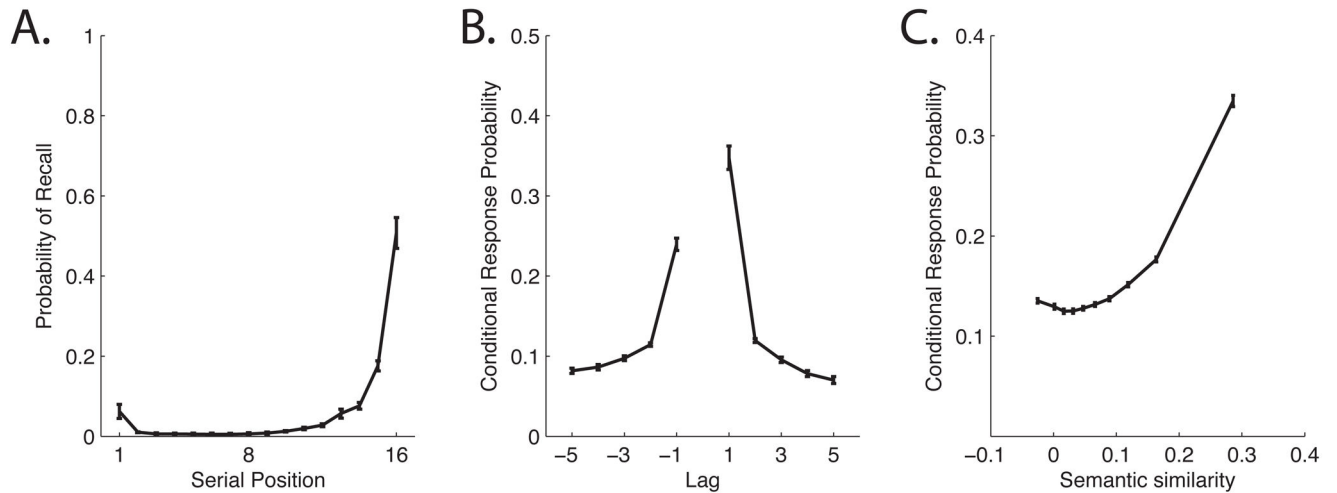 A.
Probability of Recall
1
0.8
0.6
0.4
0.2
0
1 8 16
Serial Position
B.
Conditional Response Probability
0.5
0.4
0.3
0.2
0.1
0
−5 −3 −1 1 3 5
Lag
C.
Conditional Response Probability
0.4
0.3
0.2
0.1
−0.1 0 0.1 0.2 0.3 0.4
Semantic similarity